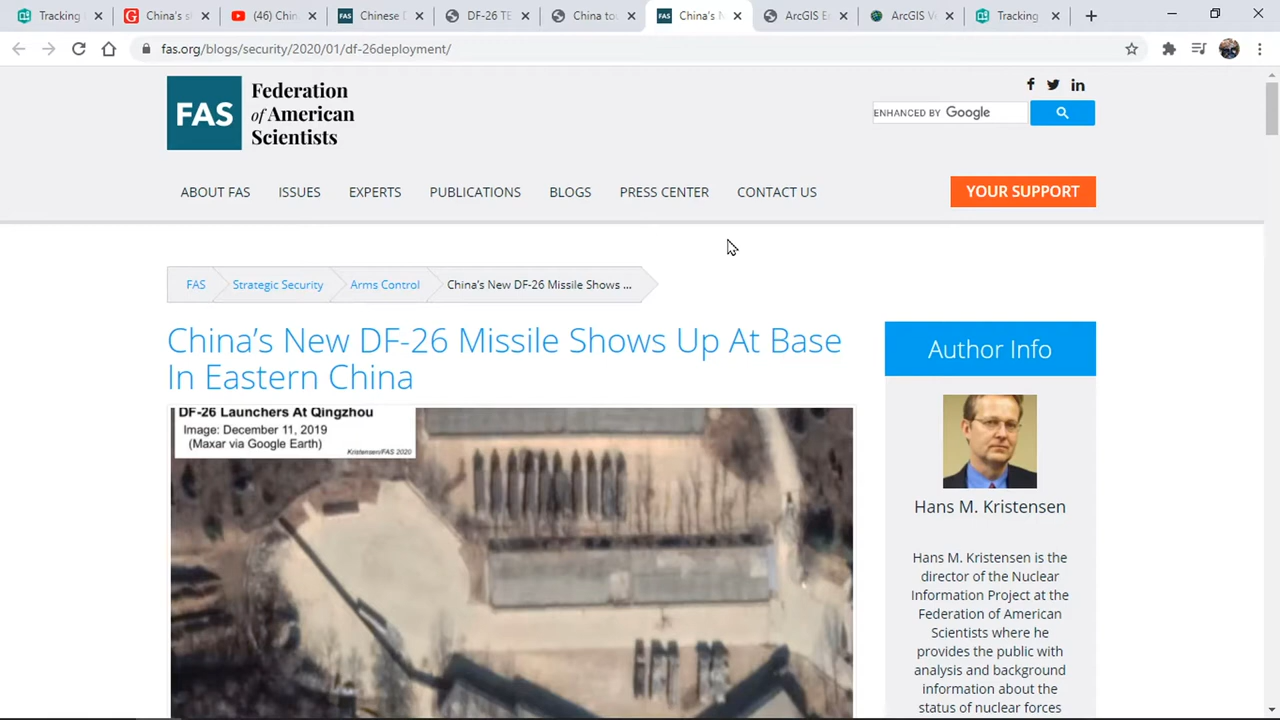 Tracking
China's s
(46) Chin
Chinese D
DF-26 TE
China tou
China's N
ArcGIS E
ArcGIS V
Tracking
fas.org/blogs/security/2020/01/df-26deployment/
FAS
Federation
of American
Scientists
ENHANCED BY Google
ABOUT FAS
ISSUES
EXPERTS
PUBLICATIONS
BLOGS
PRESS CENTER
CONTACT US
YOUR SUPPORT
FAS
Strategic Security
Arms Control
China's New DF-26 Missile Shows ...
China's New DF-26 Missile Shows Up At Base
In Eastern China
DF-26 Launchers At Qingzhou
Image: December 11, 2019
(Maxar via Google Earth)
Kristensen/FAS 2020
Author Info
Hans M. Kristensen
Hans M. Kristensen is the
director of the Nuclear
Information Project at the
Federation of American
Scientists where he
provides the public with
analysis and background
information about the
status of nuclear forces